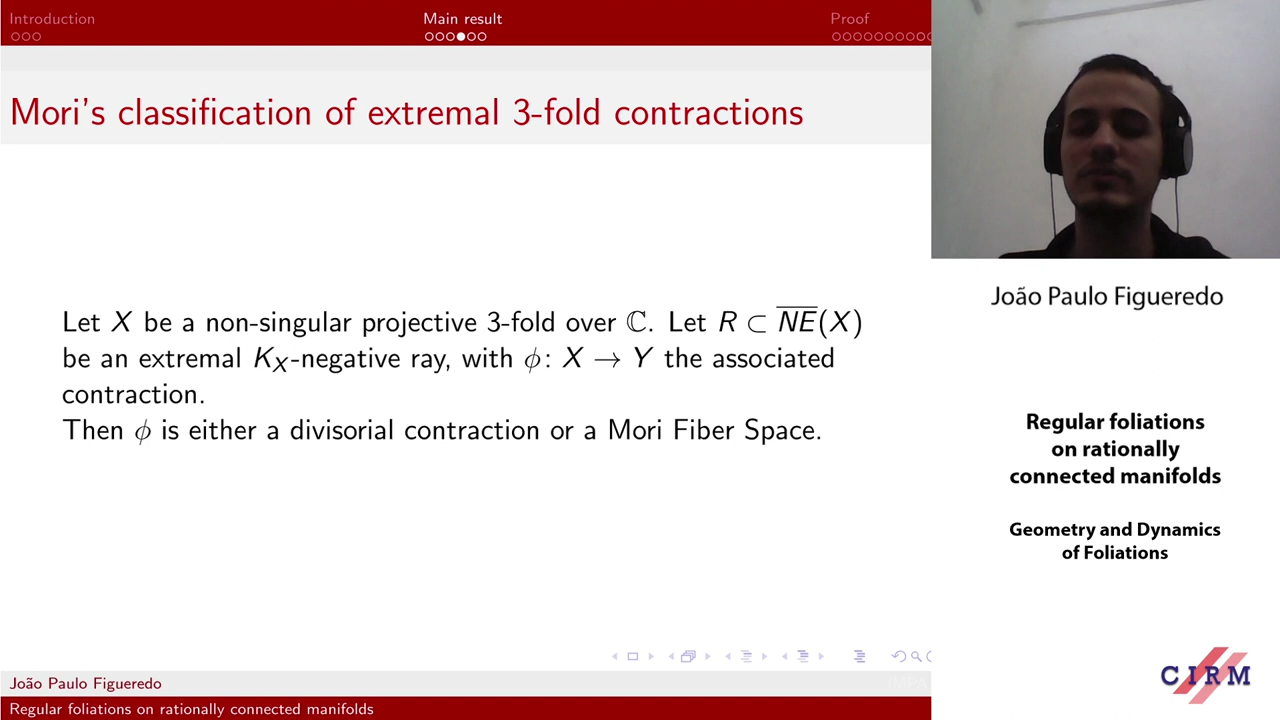 Introduction
Main result
Proof
Mori's classification of extremal 3-fold contractions
Let X be a non-singular projective 3-fold over ℂ. Let R ⊂ N̅E̅(X)
be an extremal K_X-negative ray, with ϕ: X → Y the associated
contraction.
Then ϕ is either a divisorial contraction or a Mori Fiber Space.
João Paulo Figueredo
IMPA
Regular foliations on rationally connected manifolds
João Paulo Figueredo
Regular foliations
on rationally
connected manifolds
Geometry and Dynamics
of Foliations
CIRM